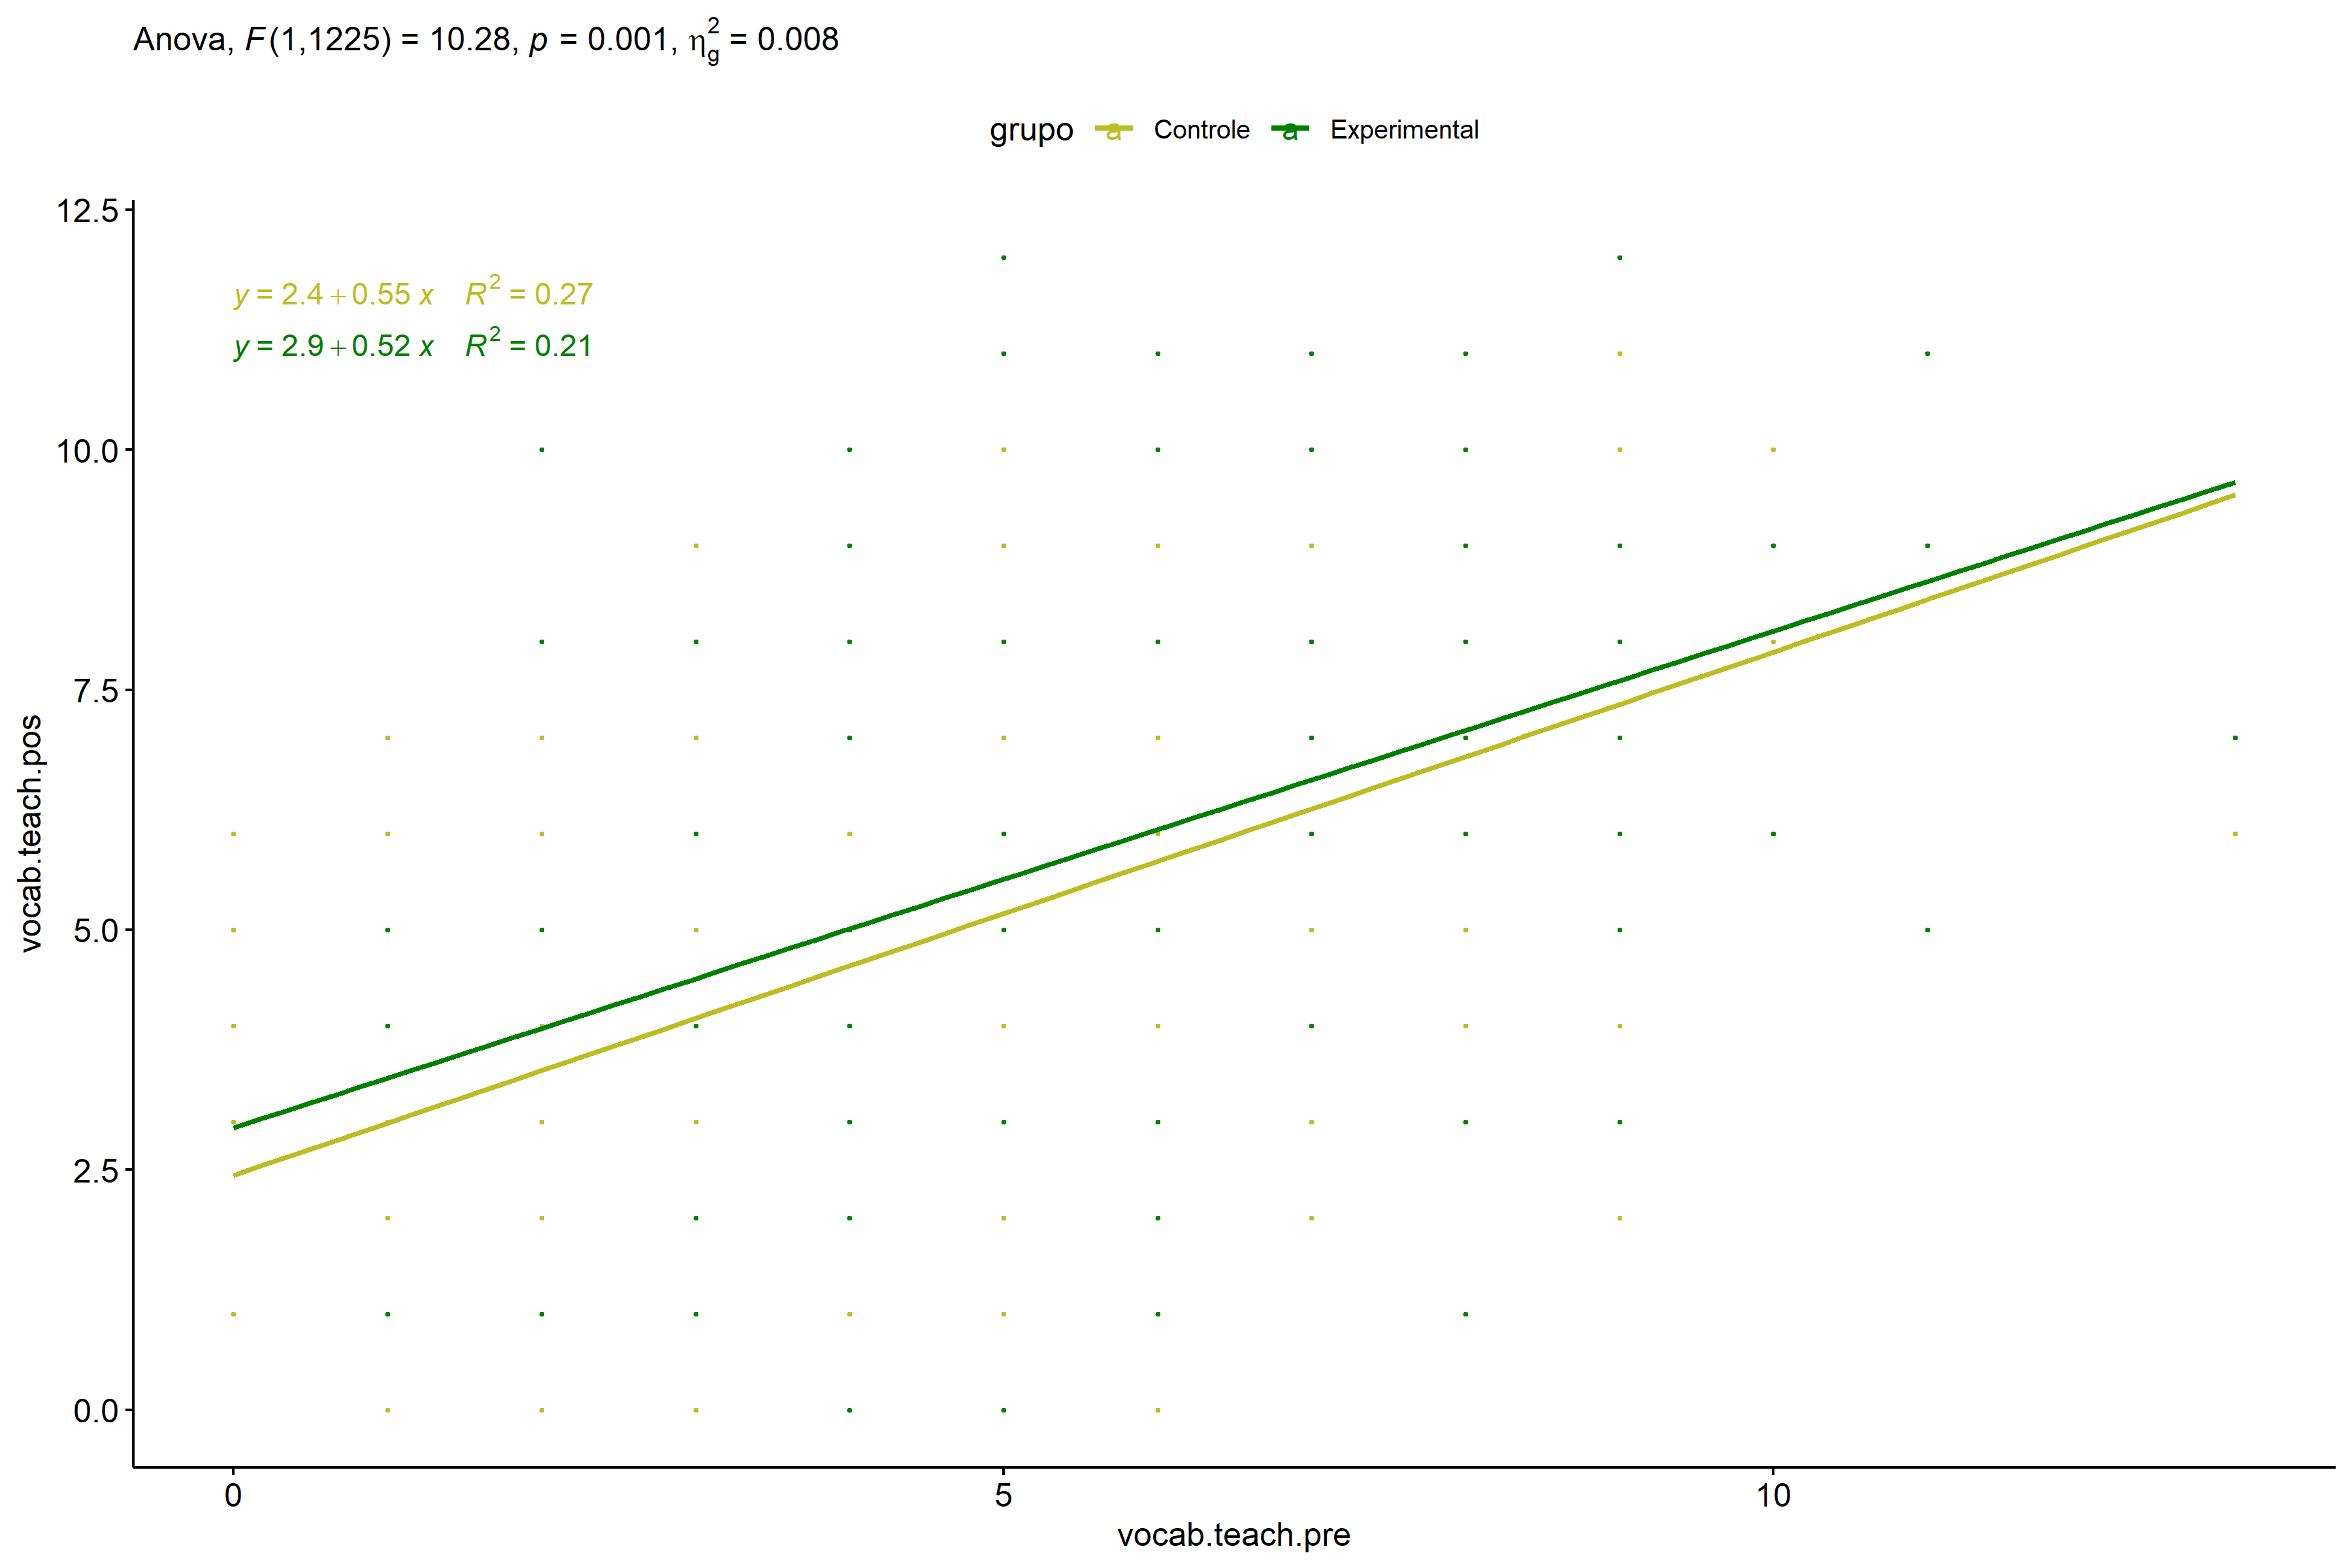 Anova, F(1,1225) = 10.28, p = 0.001, η²g = 0.008
grupo a Controle a Experimental
12.5
y = 2.4 + 0.55 x R² = 0.27
y = 2.9 + 0.52 x R² = 0.21
10.0
7.5
vocab.teach.pos
5.0
2.5
0.0
0 5 10
vocab.teach.pre